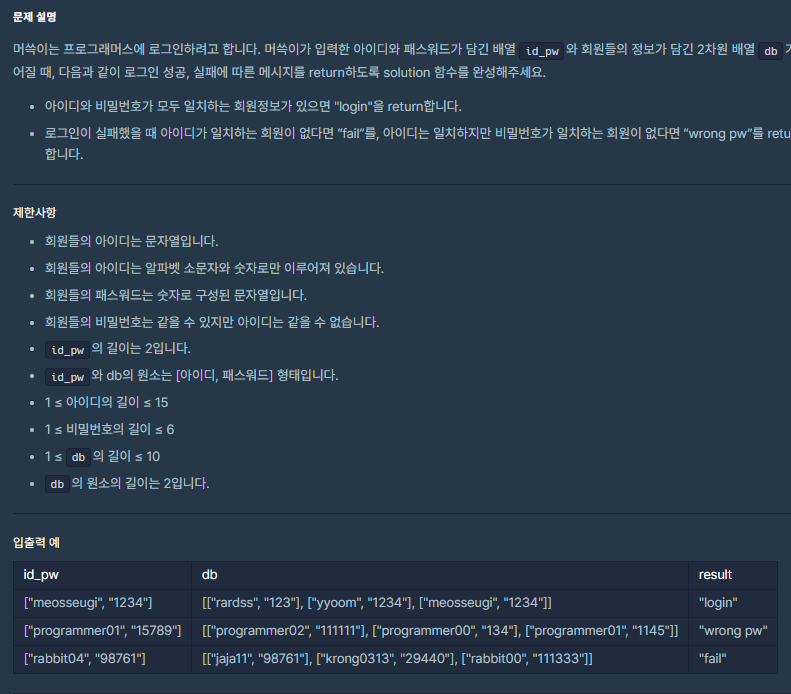 문제 설명
머쓱이는 프로그래머스에 로그인하려고 합니다. 머쓱이가 입력한 아이디와 패스워드가 담긴 배열 id_pw 와 회원들의 정보가 담긴 2차원 배열 db
어질 때, 다음과 같이 로그인 성공, 실패에 따른 메시지를 return하도록 solution 함수를 완성해주세요.
• 아이디와 비밀번호가 모두 일치하는 회원정보가 있으면 "login"을 return합니다.
• 로그인이 실패했을 때 아이디가 일치하는 회원이 없다면 “fail”를, 아이디는 일치하지만 비밀번호가 일치하는 회원이 없다면 “wrong pw”를 retu
합니다.
제한사항
• 회원들의 아이디는 문자열입니다.
• 회원들의 아이디는 알파벳 소문자와 숫자로만 이루어져 있습니다.
• 회원들의 패스워드는 숫자로 구성된 문자열입니다.
• 회원들의 비밀번호는 같을 수 있지만 아이디는 같을 수 없습니다.
• id_pw 의 길이는 2입니다.
• id_pw 와 db의 원소는 [아이디, 패스워드] 형태입니다.
• 1 ≤ 아이디의 길이 ≤ 15
• 1 ≤ 비밀번호의 길이 ≤ 6
• 1 ≤ db 의 길이 ≤ 10
• db 의 원소의 길이는 2입니다.
입출력 예
id_pw db result
["meosseugi", "1234"] [["rardss", "123"], ["yyoom", "1234"], ["meosseugi", "1234"]] "login"
["programmer01", "15789"] [["programmer02", "111111"], ["programmer00", "134"], ["programmer01", "1145"]] "wrong pw"
["rabbit04", "98761"] [["jaja11", "98761"], ["krong0313", "29440"], ["rabbit00", "111333"]] "fail"